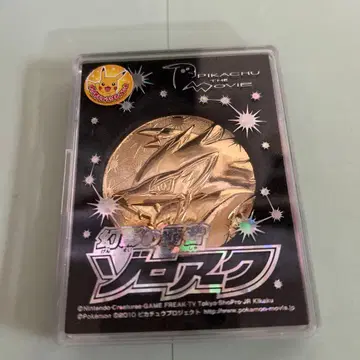 PIKACHU
THE
MOVIE
幻影の覇者
ゾロアーク
©Nintendo·Creatures·GAME FREAK·TV Tokyo·ShoPro·JR Kikaku
©Pokémon ©2010 ピカチュウプロジェクト http://www.pokemon-movie.jp